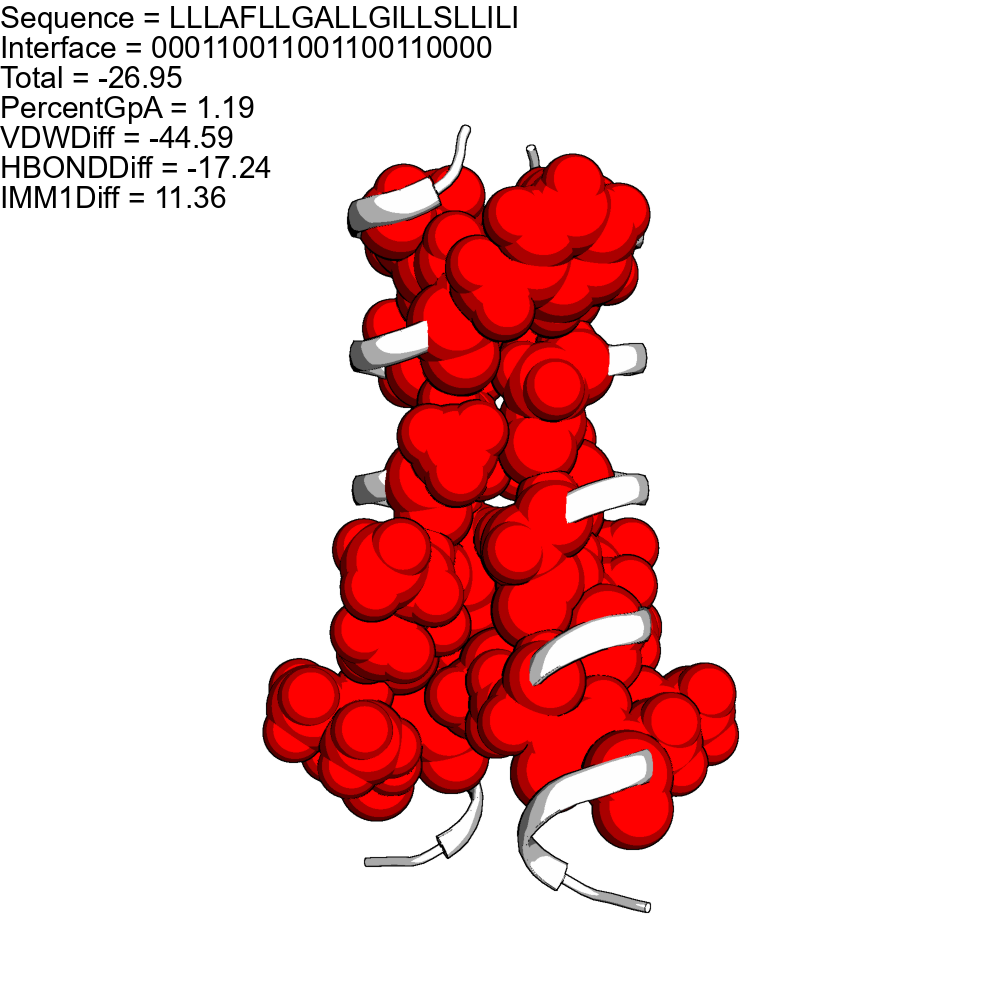 Sequence = LLLAFLLGALLGILLSLLILI
Interface = 000110011001100110000
Total = -26.95
PercentGpA = 1.19
VDWDiff = -44.59
HBONDDiff = -17.24
IMM1Diff = 11.36